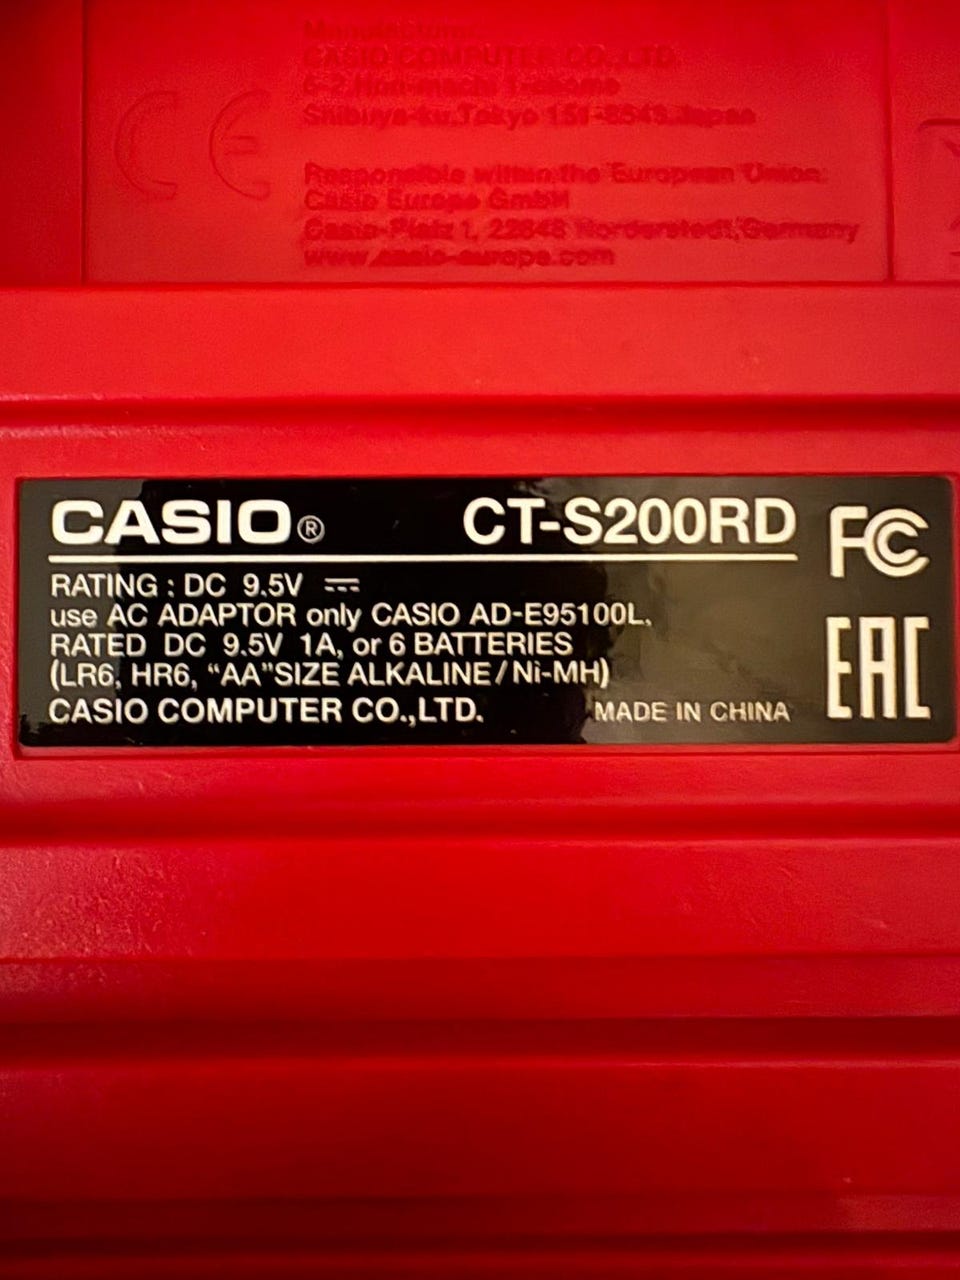 Manufacturer:
CASIO COMPUTER CO.,LTD.
6-2, Hon-machi 1-chome
Shibuya-ku, Tokyo 151-8543, Japan
CE
Responsible within the European Union:
Casio Europe GmbH
Casio-Platz 1, 22848 Norderstedt, Germany
www.casio-europe.com
CASIO® CT-S200RD FC
RATING : DC 9.5V ⎓
use AC ADAPTOR only CASIO AD-E95100L,
RATED DC 9.5V 1A, or 6 BATTERIES
(LR6, HR6, “AA”SIZE ALKALINE / Ni-MH)
EAC
CASIO COMPUTER CO.,LTD. MADE IN CHINA